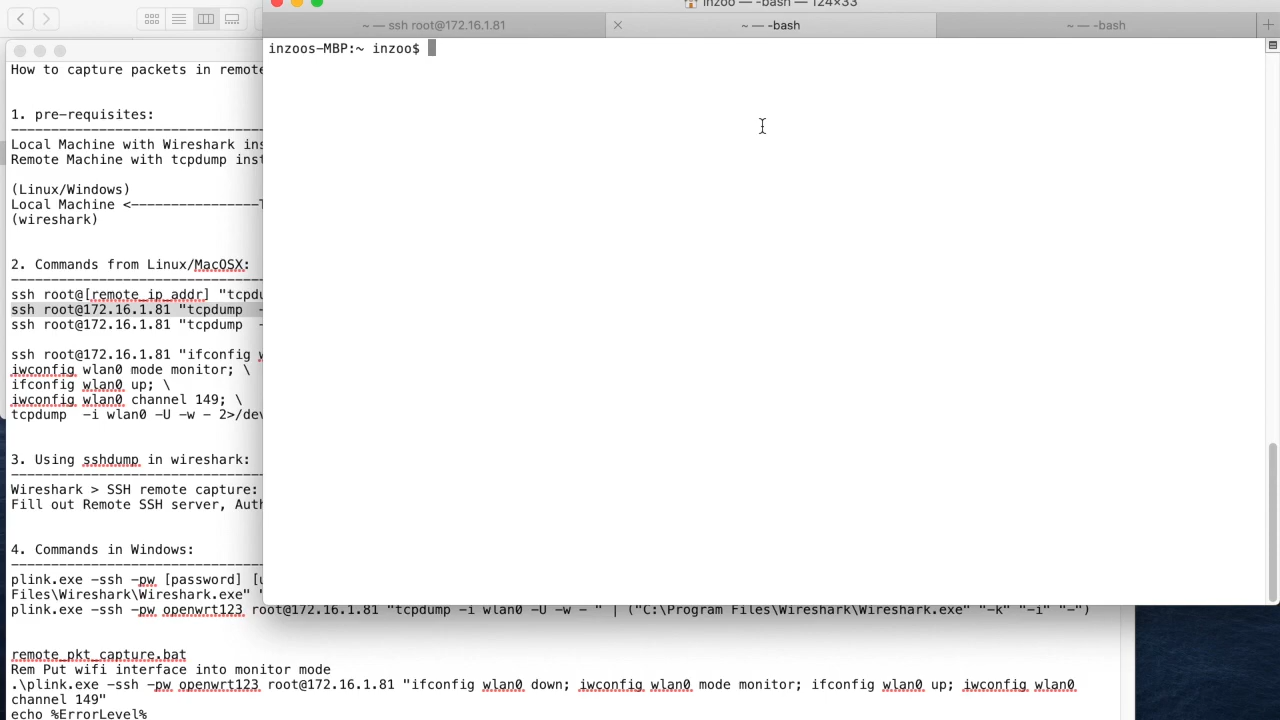 inzoo — -bash — 124×33
~ — ssh root@172.16.1.81
~ — -bash
~ — -bash
inzoos-MBP:~ inzoo$
How to capture packets in remote
1. pre-requisites:
Local Machine with Wireshark ins
Remote Machine with tcpdump inst
(Linux/Windows)
Local Machine <----------------T
(wireshark)
2. Commands from Linux/MacOSX:
ssh root@[remote_ip_addr] "tcpdu
ssh root@172.16.1.81 "tcpdump  -
ssh root@172.16.1.81 "tcpdump  -
ssh root@172.16.1.81 "ifconfig w
iwconfig wlan0 mode monitor; \
ifconfig wlan0 up; \
iwconfig wlan0 channel 149; \
tcpdump  -i wlan0 -U -w - 2>/dev
3. Using sshdump in wireshark:
Wireshark > SSH remote capture:
Fill out Remote SSH server, Auth
4. Commands in Windows:
plink.exe -ssh -pw [password] [u
Files\Wireshark\Wireshark.exe" "
plink.exe -ssh -pw openwrt123 root@172.16.1.81 "tcpdump -i wlan0 -U -w - " | ("C:\Program Files\Wireshark\Wireshark.exe" "-k" "-i" "-")
remote_pkt_capture.bat
Rem Put wifi interface into monitor mode
.\plink.exe -ssh -pw openwrt123 root@172.16.1.81 "ifconfig wlan0 down; iwconfig wlan0 mode monitor; ifconfig wlan0 up; iwconfig wlan0
channel 149"
echo %ErrorLevel%